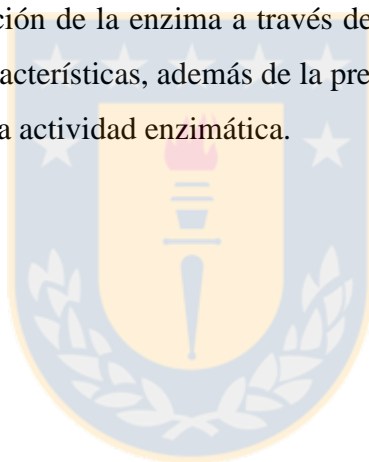 ción de la enzima a través de
acterísticas, además de la pre
a actividad enzimática.